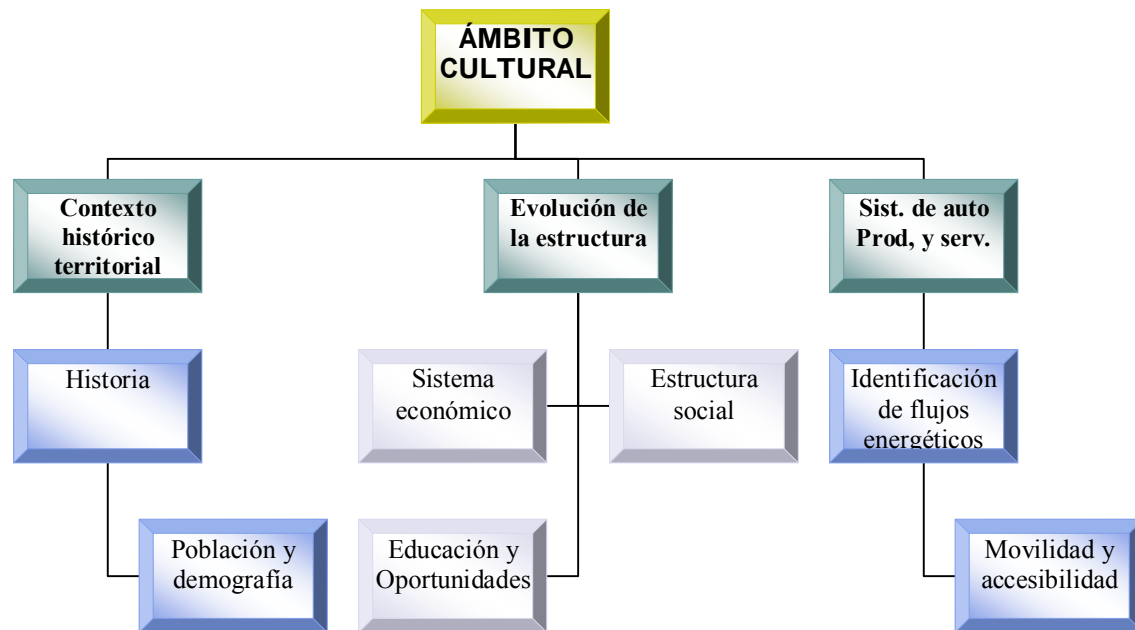 ÁMBITO
CULTURAL
Contexto
histórico
territorial
Evolución de
la estructura
Sist. de auto
Prod, y serv.
Historia
Sistema
económico
Estructura
social
Identificación
de flujos
energéticos
Población y
demografía
Educación y
Oportunidades
Movilidad y
accesibilidad